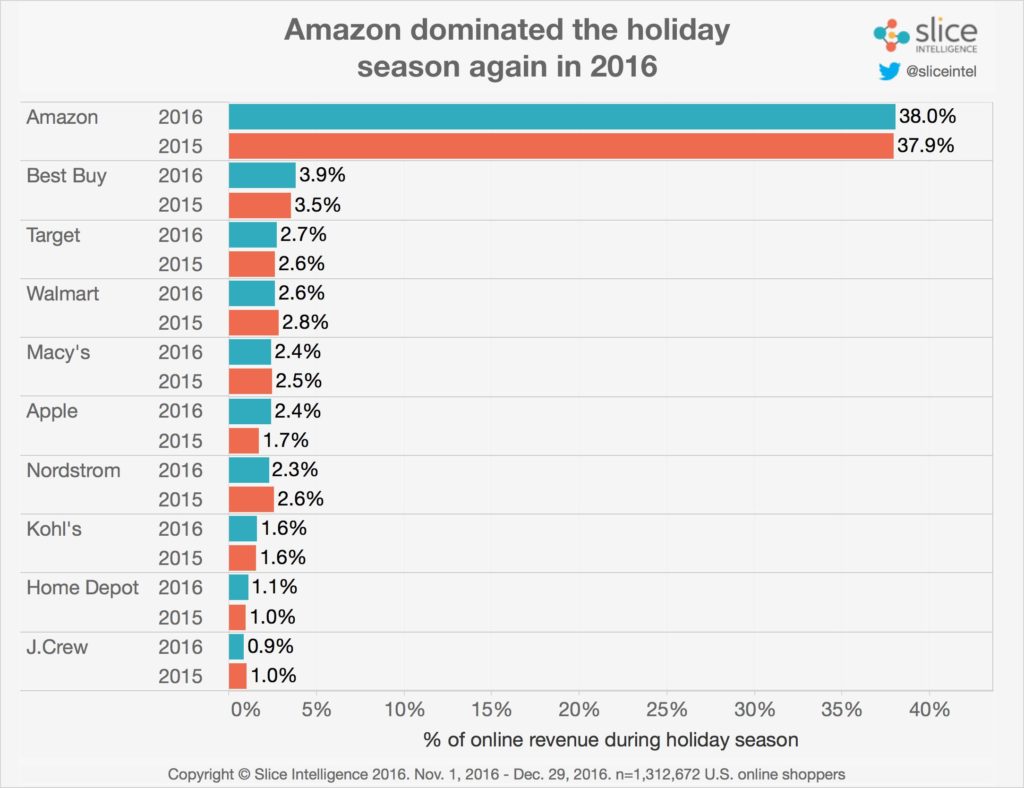 Amazon dominated the holiday
season again in 2016
slice
INTELLIGENCE
@sliceintel
Amazon 2016 38.0%
2015 37.9%
Best Buy 2016 3.9%
2015 3.5%
Target 2016 2.7%
2015 2.6%
Walmart 2016 2.6%
2015 2.8%
Macy's 2016 2.4%
2015 2.5%
Apple 2016 2.4%
2015 1.7%
Nordstrom 2016 2.3%
2015 2.6%
Kohl's 2016 1.6%
2015 1.6%
Home Depot 2016 1.1%
2015 1.0%
J.Crew 2016 0.9%
2015 1.0%
0% 5% 10% 15% 20% 25% 30% 35% 40%
% of online revenue during holiday season
Copyright © Slice Intelligence 2016. Nov. 1, 2016 - Dec. 29, 2016. n=1,312,672 U.S. online shoppers